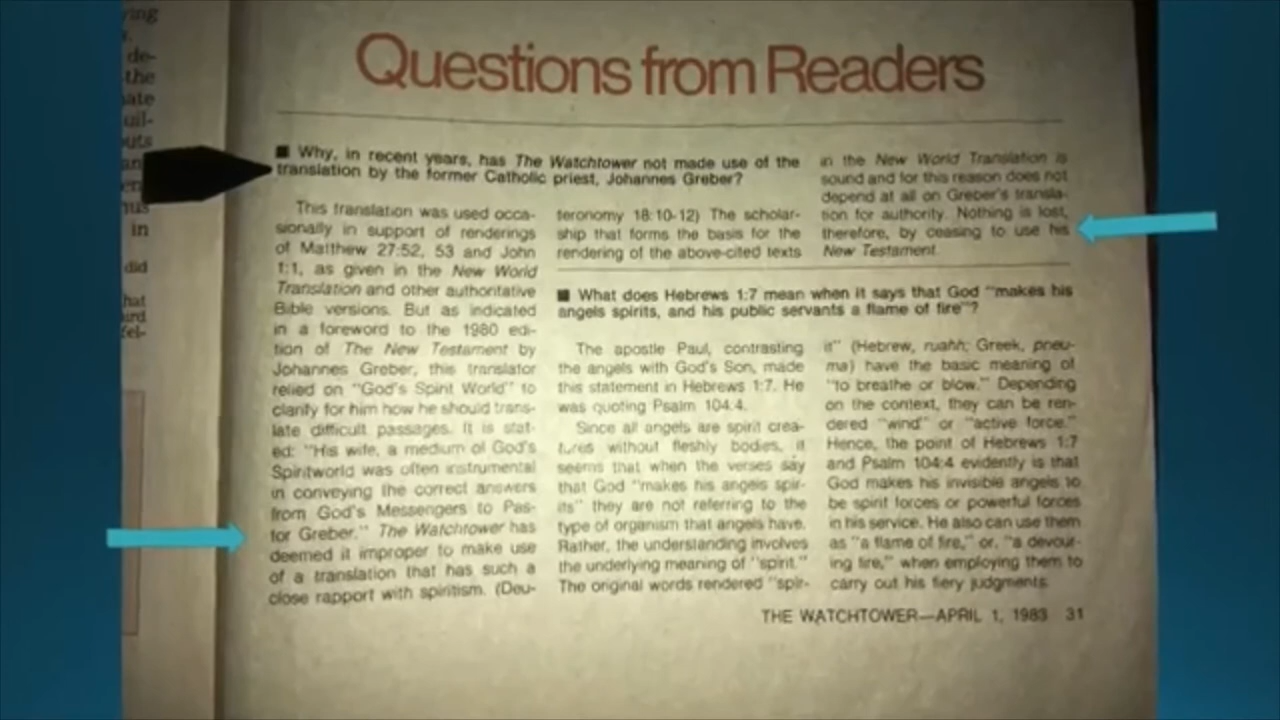 ying
de-
the
ate
uil-
uts
in
did
hat
fel-
Questions from Readers
■ Why, in recent years, has The Watchtower not made use of the
translation by the former Catholic priest, Johannes Greber?
This translation was used occa-
sionally in support of renderings
of Matthew 27:52, 53 and John
1:1, as given in the New World
Translation and other authoritative
Bible versions. But as indicated
in a foreword to the 1980 edi-
tion of The New Testament by
Johannes Greber, this translator
relied on "God's Spirit World" to
clarify for him how he should trans-
late difficult passages. It is stat-
ed: "His wife, a medium of God's
Spiritworld was often instrumental
in conveying the correct answers
from God's Messengers to Pas-
tor Greber." The Watchtower has
deemed it improper to make use
of a translation that has such a
close rapport with spiritism. (Deu-
teronomy 18:10-12) The scholar-
ship that forms the basis for the
rendering of the above-cited texts
in the New World Translation is
sound and for this reason does not
depend at all on Greber's transla-
tion for authority. Nothing is lost,
therefore, by ceasing to use his
New Testament.
■ What does Hebrews 1:7 mean when it says that God "makes his
angels spirits, and his public servants a flame of fire"?
The apostle Paul, contrasting
the angels with God's Son, made
this statement in Hebrews 1:7. He
was quoting Psalm 104:4.
Since all angels are spirit crea-
tures without fleshly bodies, it
seems that when the verses say
that God "makes his angels spir-
its" they are not referring to the
type of organism that angels have.
Rather, the understanding involves
the underlying meaning of "spirit."
The original words rendered "spir-
it" (Hebrew, ruahh; Greek, pneu-
ma) have the basic meaning of
"to breathe or blow." Depending
on the context, they can be ren-
dered "wind" or "active force."
Hence, the point of Hebrews 1:7
and Psalm 104:4 evidently is that
God makes his invisible angels to
be spirit forces or powerful forces
in his service. He also can use them
as "a flame of fire," or, "a devour-
ing fire," when employing them to
carry out his fiery judgments.
THE WATCHTOWER—APRIL 1, 1983 31